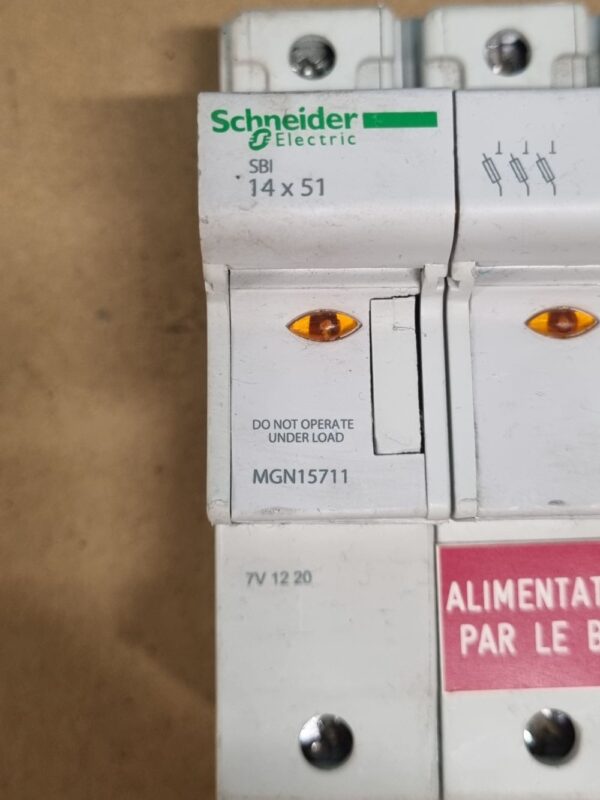 Schneider
Electric
SBI
14 x 51
DO NOT OPERATE
UNDER LOAD
MGN15711
7V 12 20
ALIMENTAT
PAR LE B